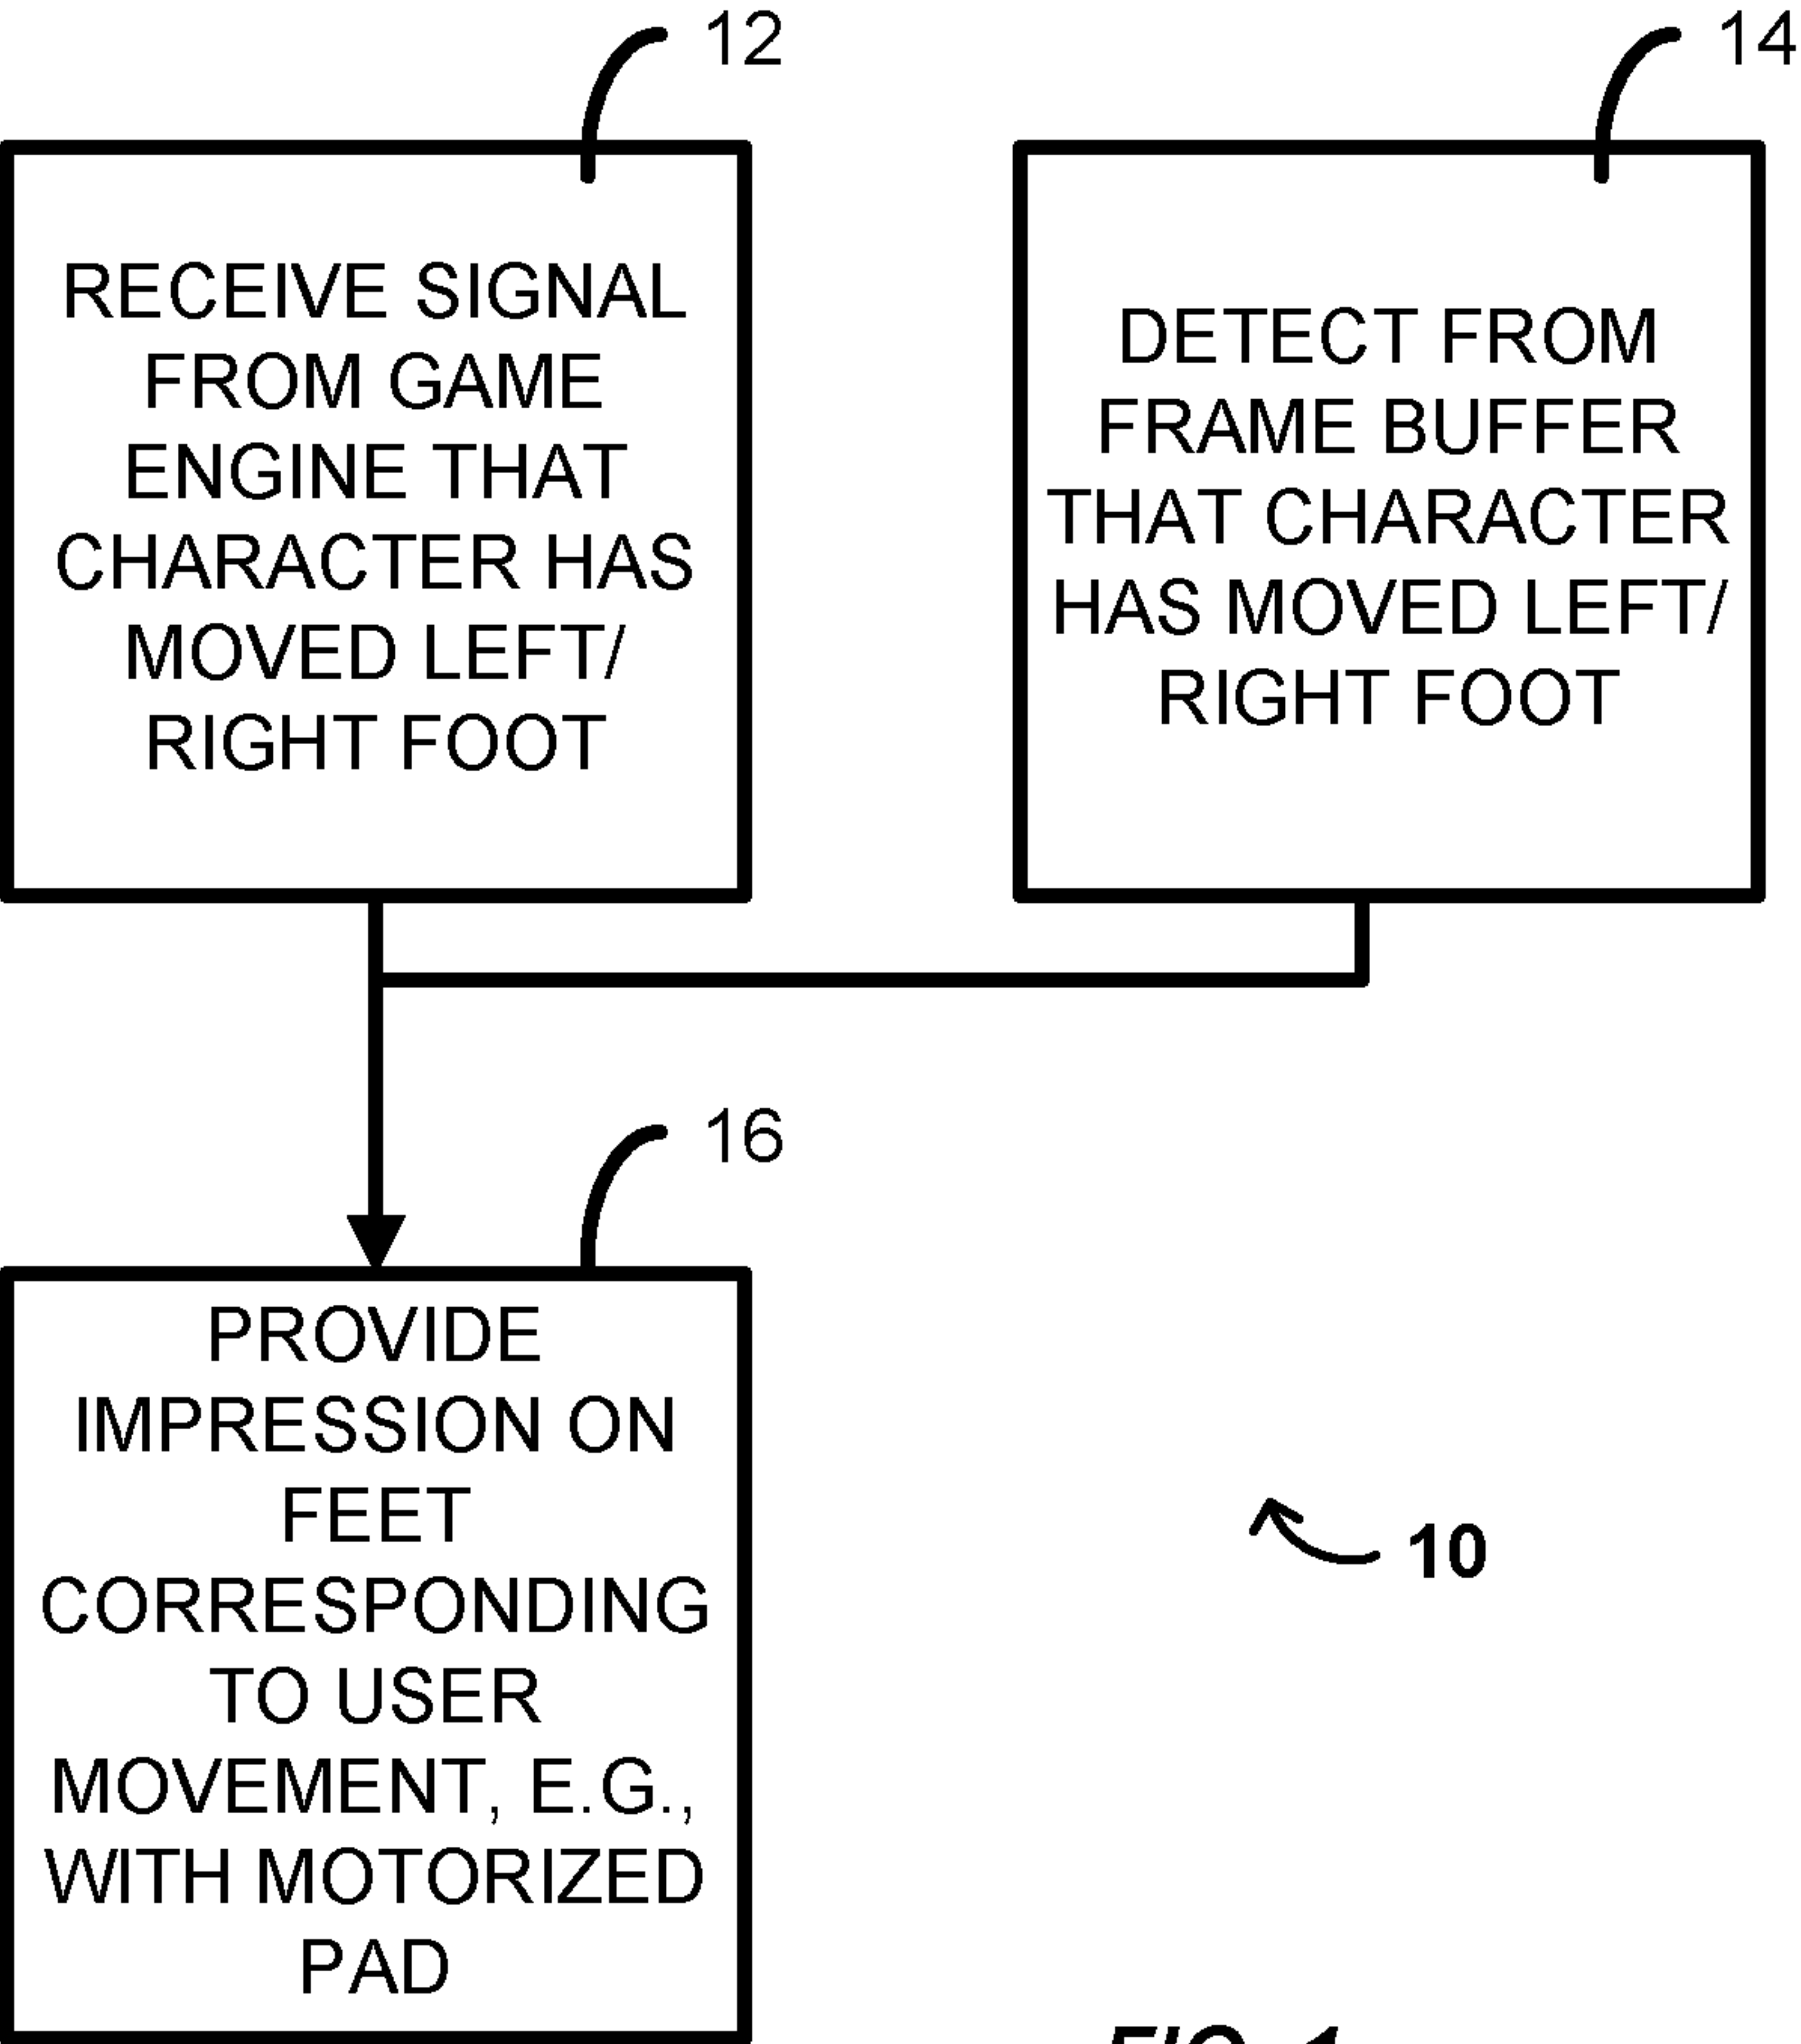 12
RECEIVE SIGNAL
FROM GAME
ENGINE THAT
CHARACTER HAS
MOVED LEFT/
RIGHT FOOT
14
DETECT FROM
FRAME BUFFER
THAT CHARACTER
HAS MOVED LEFT/
RIGHT FOOT
16
PROVIDE
IMPRESSION ON
FEET
CORRESPONDING
TO USER
MOVEMENT, E.G.,
WITH MOTORIZED
PAD
10